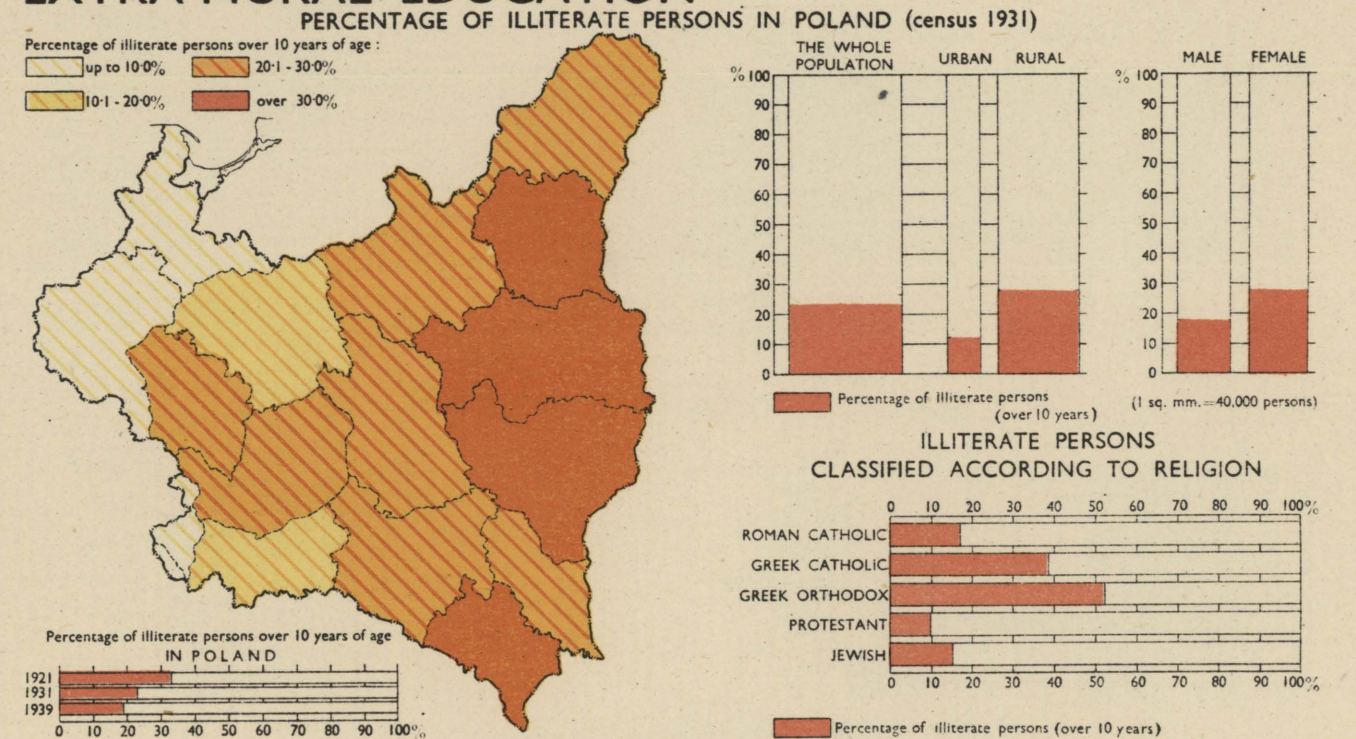 EXTRA-MURAL EDUCATION
PERCENTAGE OF ILLITERATE PERSONS IN POLAND (census 1931)
Percentage of illiterate persons over 10 years of age :
up to 10·0%
20·1 - 30·0%
10·1 - 20·0%
over 30·0%
THE WHOLE
POPULATION
URBAN
RURAL
% 100
90
80
70
60
50
40
30
20
10
0
Percentage of illiterate persons
(over 10 years)
MALE
FEMALE
% 100
90
80
70
60
50
40
30
20
10
0
(1 sq. mm.=40,000 persons)
ILLITERATE PERSONS
CLASSIFIED ACCORDING TO RELIGION
0 10 20 30 40 50 60 70 80 90 100%
ROMAN CATHOLIC
GREEK CATHOLIC
GREEK ORTHODOX
PROTESTANT
JEWISH
0 10 20 30 40 50 60 70 80 90 100%
Percentage of illiterate persons (over 10 years)
Percentage of illiterate persons over 10 years of age
IN POLAND
1921
1931
1939
0 10 20 30 40 50 60 70 80 90 100%